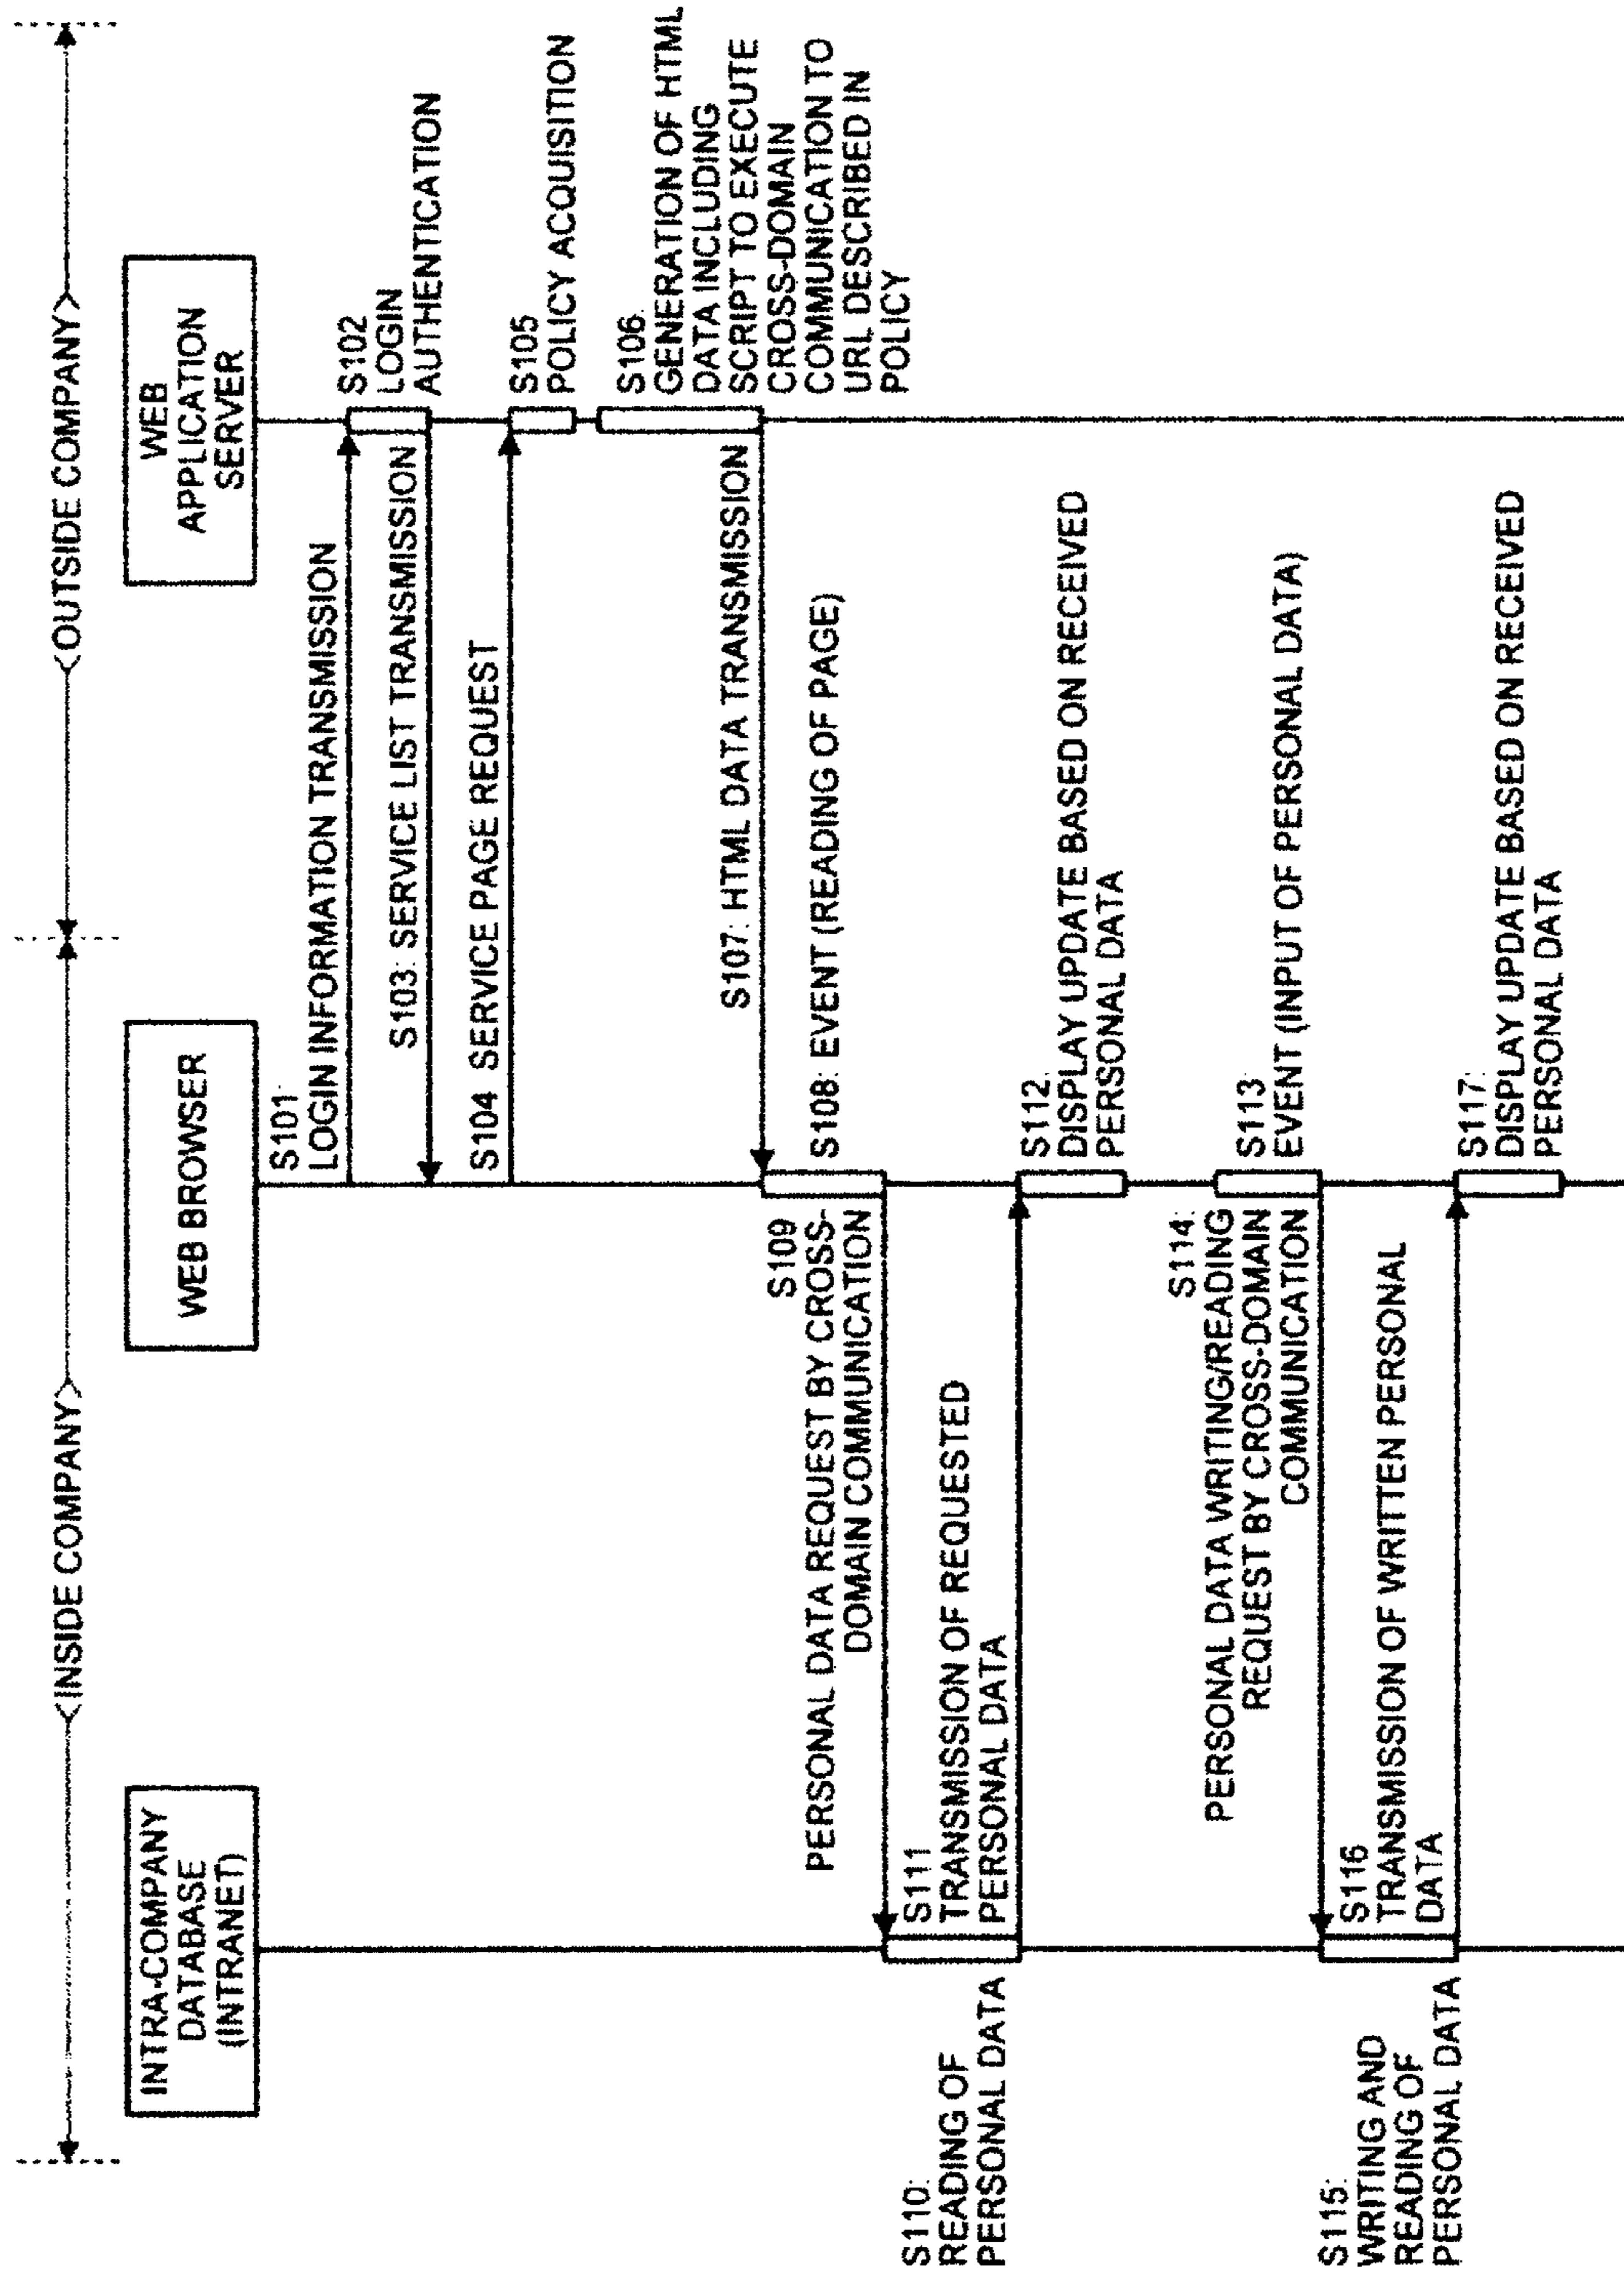 <INSIDE COMPANY>
<OUTSIDE COMPANY>
INTRA-COMPANY
DATABASE
(INTRANET)
WEB BROWSER
WEB
APPLICATION
SERVER
S101:
LOGIN INFORMATION TRANSMISSION
S102
LOGIN
AUTHENTICATION
S103: SERVICE LIST TRANSMISSION
S104 SERVICE PAGE REQUEST
S105
POLICY ACQUISITION
S106:
GENERATION OF HTML
DATA INCLUDING
SCRIPT TO EXECUTE
CROSS-DOMAIN
COMMUNICATION TO
URL DESCRIBED IN
POLICY
S107: HTML DATA TRANSMISSION
S108: EVENT (READING OF PAGE)
S109
PERSONAL DATA REQUEST BY CROSS-
DOMAIN COMMUNICATION
S110:
READING OF
PERSONAL DATA
S111
TRANSMISSION OF REQUESTED
PERSONAL DATA
S112:
DISPLAY UPDATE BASED ON RECEIVED
PERSONAL DATA
S113:
EVENT (INPUT OF PERSONAL DATA)
S114:
PERSONAL DATA WRITING/READING
REQUEST BY CROSS-DOMAIN
COMMUNICATION
S115:
WRITING AND
READING OF
PERSONAL DATA
S116
TRANSMISSION OF WRITTEN PERSONAL
DATA
S117:
DISPLAY UPDATE BASED ON RECEIVED
PERSONAL DATA